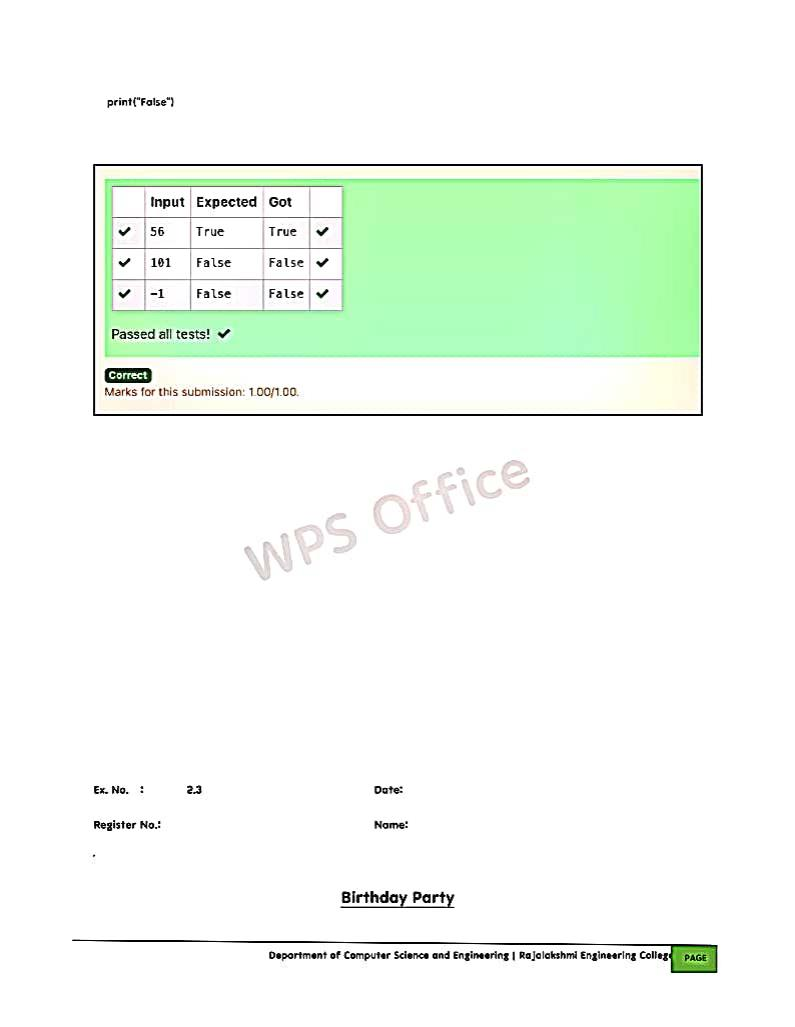 print("False")
Input Expected Got
✔ 56 True True ✔
✔ 101 False False ✔
✔ -1 False False ✔
Passed all tests! ✔
Correct
Marks for this submission: 1.00/1.00.
WPS Office
Ex. No. : 2.3 Date:
Register No.: Name:
.
Birthday Party
Department of Computer Science and Engineering | Rajalakshmi Engineering College
PAGE